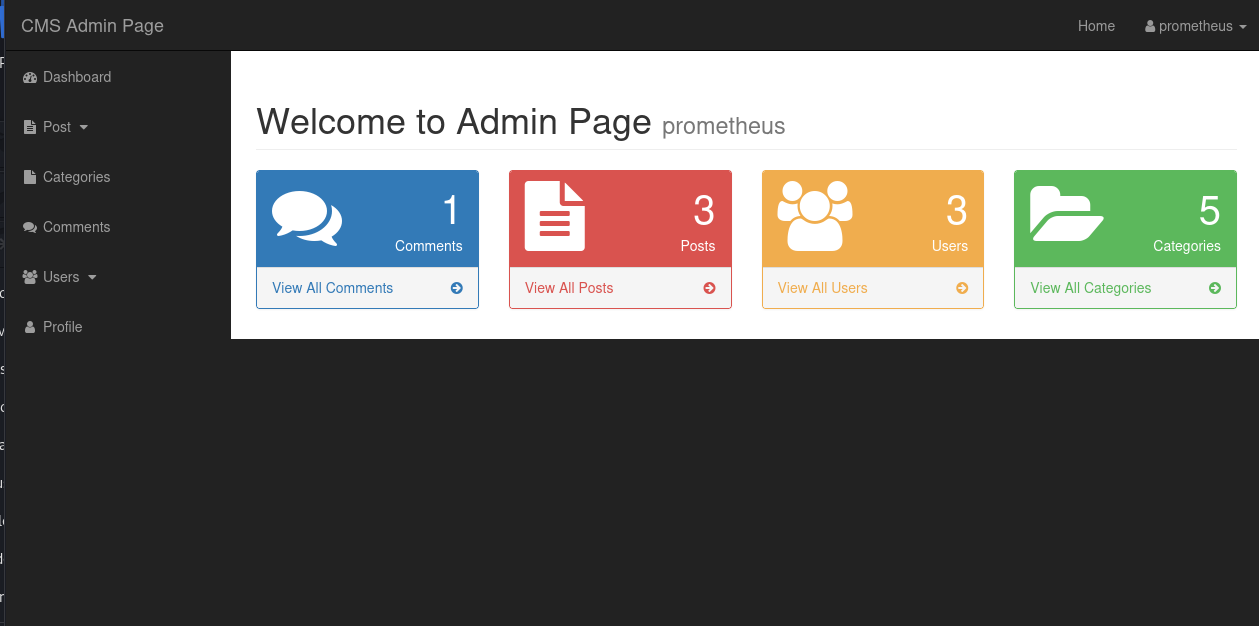 CMS Admin Page
Home
prometheus
Dashboard
Post
Categories
Comments
Users
Profile
Welcome to Admin Page prometheus
1
Comments
View All Comments
3
Posts
View All Posts
3
Users
View All Users
5
Categories
View All Categories